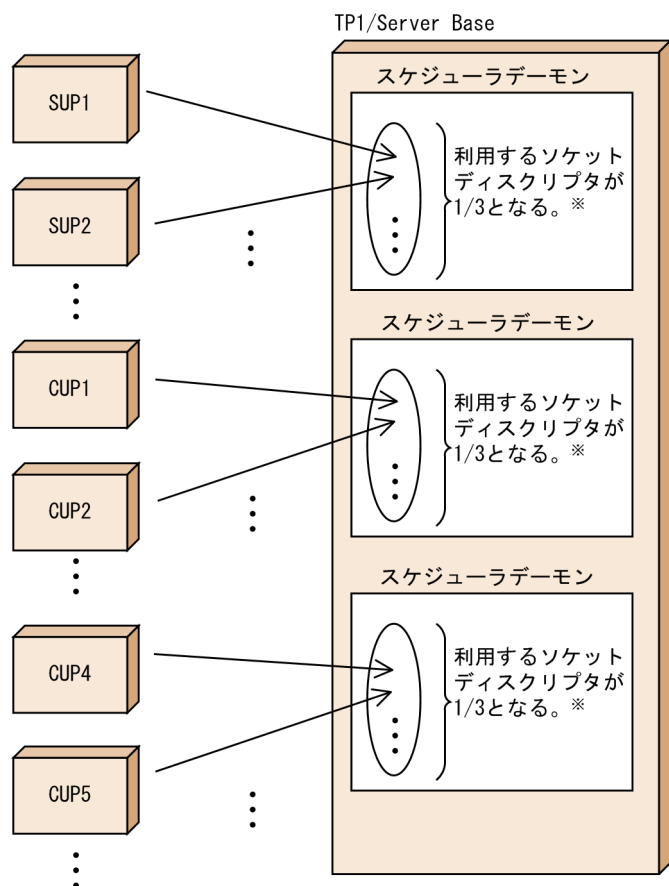 TP1/Server Base
SUP1
SUP2
CUP1
CUP2
CUP4
CUP5
スケジューラデーモン
利用するソケット
ディスクリプタが
1/3となる。※
スケジューラデーモン
利用するソケット
ディスクリプタが
1/3となる。※
スケジューラデーモン
利用するソケット
ディスクリプタが
1/3となる。※